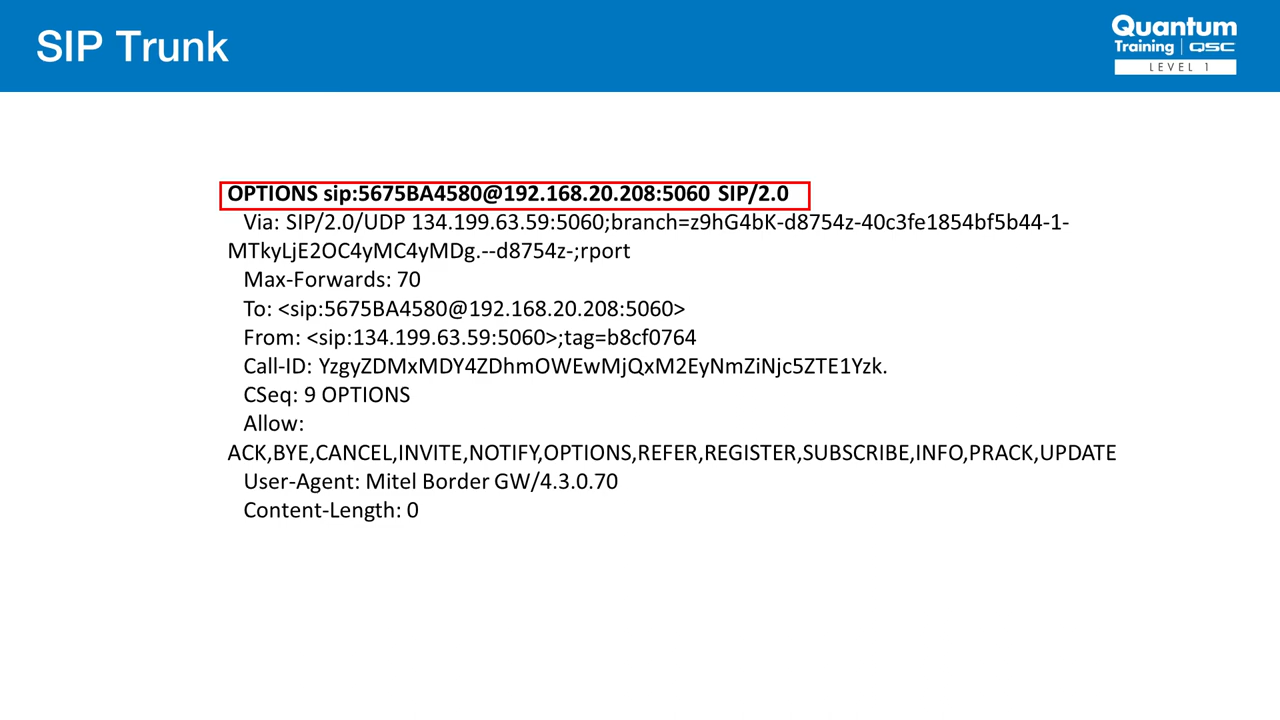 SIP Trunk
Quantum
Training | QSC
LEVEL 1
OPTIONS sip:5675BA4580@192.168.20.208:5060 SIP/2.0
Via: SIP/2.0/UDP 134.199.63.59:5060;branch=z9hG4bK-d8754z-40c3fe1854bf5b44-1-
MTkyLjE2OC4yMC4yMDg.--d8754z-;rport
Max-Forwards: 70
To: <sip:5675BA4580@192.168.20.208:5060>
From: <sip:134.199.63.59:5060>;tag=b8cf0764
Call-ID: YzgyZDMxMDY4ZDhmOWEwMjQxM2EyNmZiNjc5ZTE1Yzk.
CSeq: 9 OPTIONS
Allow:
ACK,BYE,CANCEL,INVITE,NOTIFY,OPTIONS,REFER,REGISTER,SUBSCRIBE,INFO,PRACK,UPDATE
User-Agent: Mitel Border GW/4.3.0.70
Content-Length: 0